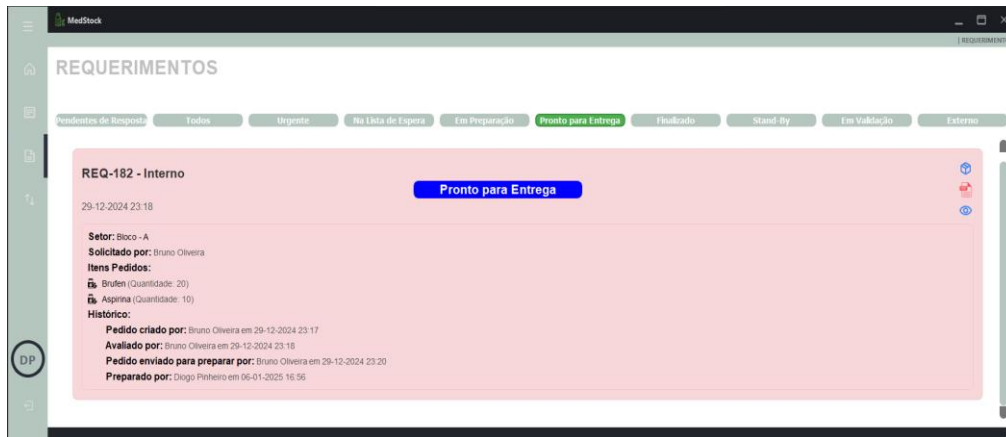 MedStock
| REQUERIMENT
REQUERIMENTOS
Pendentes de Resposta Todos Urgente Na Lista de Espera Em Preparação Pronto para Entrega Finalizado Stand-By Em Validação Externo
REQ-182 - Interno
Pronto para Entrega
29-12-2024 23:18
Setor: Bloco - A
Solicitado por: Bruno Oliveira
Itens Pedidos:
Brufen (Quantidade: 20)
Aspirina (Quantidade: 10)
Histórico:
Pedido criado por: Bruno Oliveira em 29-12-2024 23:17
Avaliado por: Bruno Oliveira em 29-12-2024 23:18
Pedido enviado para preparar por: Bruno Oliveira em 29-12-2024 23:20
Preparado por: Diogo Pinheiro em 06-01-2025 16:56
DP